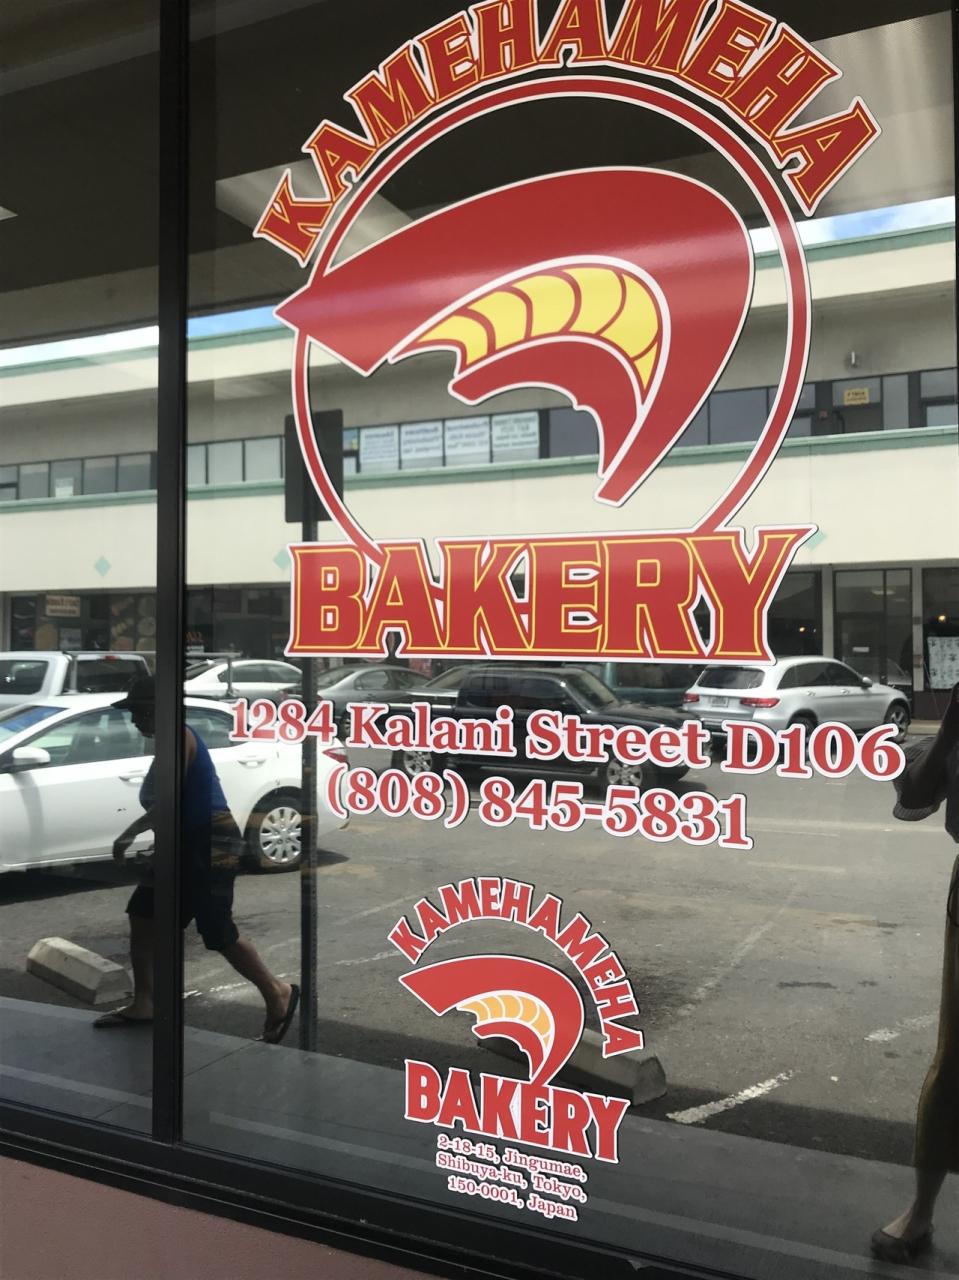 KAMEHAMEHA
BAKERY
1284 Kalani Street D106
(808) 845-5831
KAMEHAMEHA
BAKERY
2-18-15, Jingumae,
Shibuya-ku, Tokyo,
150-0001, Japan